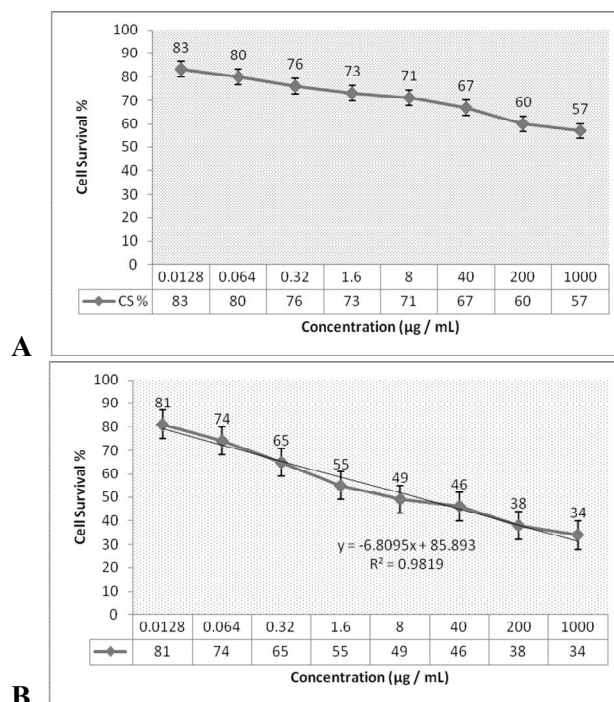 100
90
80
70
60
50
40
30
20
10
0
Cell Survival %
83 80 76 73 71 67 60 57
0.0128 0.064 0.32 1.6 8 40 200 1000
CS % 83 80 76 73 71 67 60 57
Concentration (µg / mL)
A
100
90
80
70
60
50
40
30
20
10
0
Cell Survival %
81 74 65 55 49 46 38 34
y = -6.8095x + 85.893
R² = 0.9819
0.0128 0.064 0.32 1.6 8 40 200 1000
81 74 65 55 49 46 38 34
Concentration (µg / mL)
B